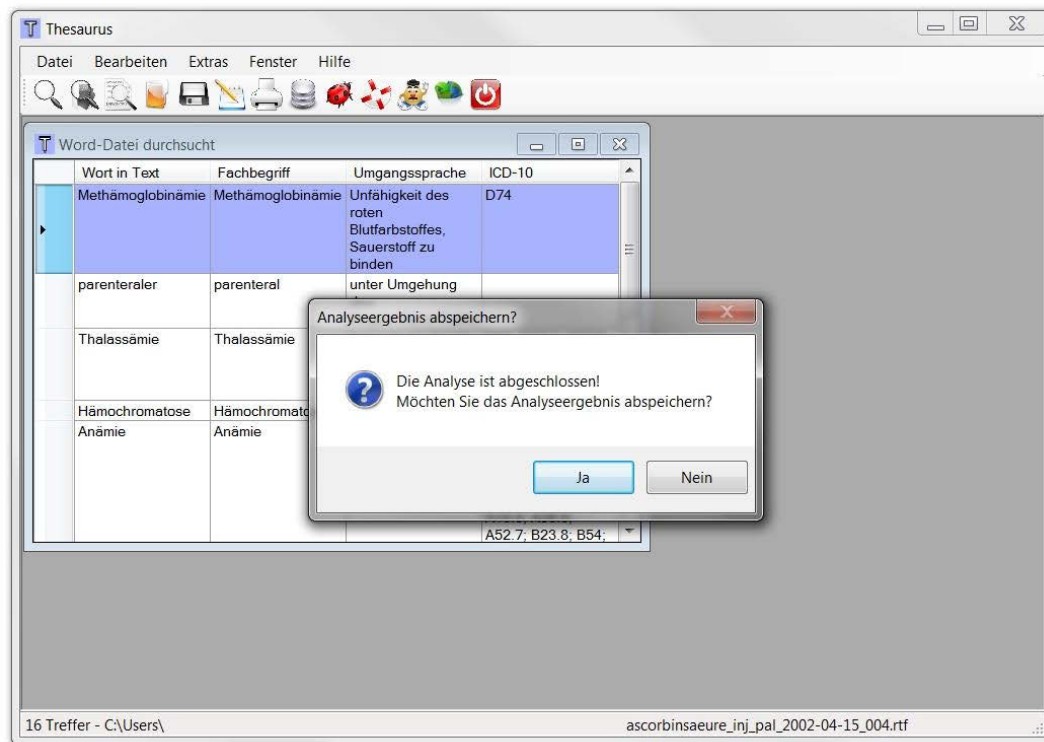 Thesaurus
Datei Bearbeiten Extras Fenster Hilfe
Word-Datei durchsucht
Wort in Text Fachbegriff Umgangssprache ICD-10
Methämoglobinämie Methämoglobinämie Unfähigkeit des D74
roten
Blutfarbstoffes,
Sauerstoff zu
binden
parenteraler parenteral unter Umgehung
Thalassämie Thalassämie
Hämochromatose Hämochromato
Anämie Anämie
A52.7; B23.8; B54;
Analyseergebnis abspeichern?
Die Analyse ist abgeschlossen!
Möchten Sie das Analyseergebnis abspeichern?
Ja Nein
16 Treffer - C:\Users\ ascorbinsaeure_inj_pal_2002-04-15_004.rtf